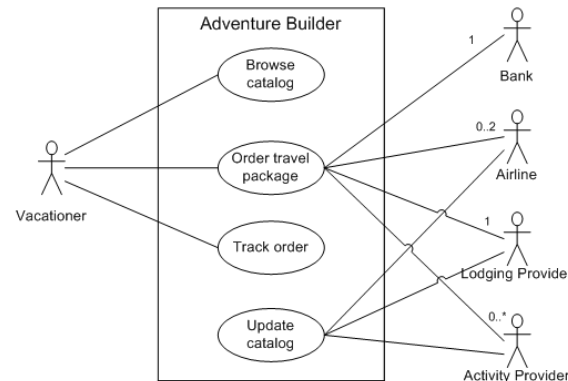 Adventure Builder
Browse
catalog
1
Bank
0..2
Order travel
package
Airline
Vacationer
1
Track order
Lodging Provider
0..*
Update
catalog
Activity Provider